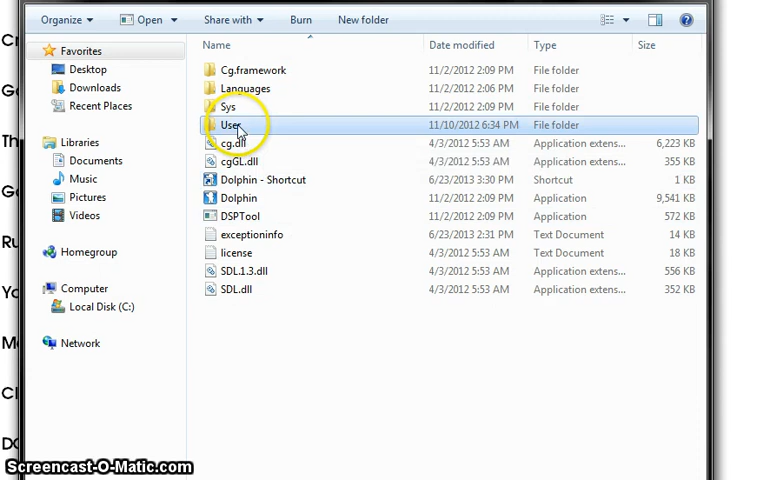 Organize Open Share with Burn New folder
Name Date modified Type Size
Favorites
Desktop
Downloads
Recent Places
Libraries
Documents
Music
Pictures
Videos
Homegroup
Computer
Local Disk (C:)
Network
Cg.framework 11/2/2012 2:09 PM File folder
Languages 11/2/2012 2:06 PM File folder
Sys 11/2/2012 2:09 PM File folder
User 11/10/2012 6:34 PM File folder
cg.dll 4/3/2012 5:53 AM Application extens... 6,223 KB
cgGL.dll 4/3/2012 5:53 AM Application extens... 355 KB
Dolphin - Shortcut 6/23/2013 3:30 PM Shortcut 1 KB
Dolphin 11/2/2012 2:09 PM Application 9,541 KB
DSPTool 11/2/2012 2:09 PM Application 572 KB
exceptioninfo 6/23/2013 2:31 PM Text Document 14 KB
license 4/3/2012 5:53 AM Text Document 18 KB
SDL.1.3.dll 4/3/2012 5:53 AM Application extens... 556 KB
SDL.dll 4/3/2012 5:53 AM Application extens... 352 KB
Screencast-O-Matic.com